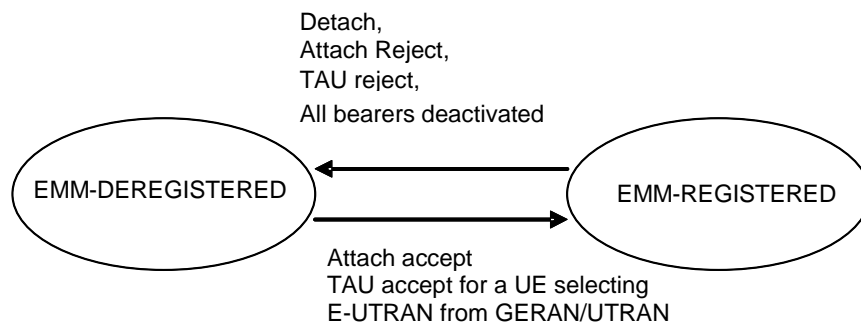 Detach,
Attach Reject,
TAU reject,
All bearers deactivated
EMM-DEREGISTERED
EMM-REGISTERED
Attach accept
TAU accept for a UE selecting
E-UTRAN from GERAN/UTRAN